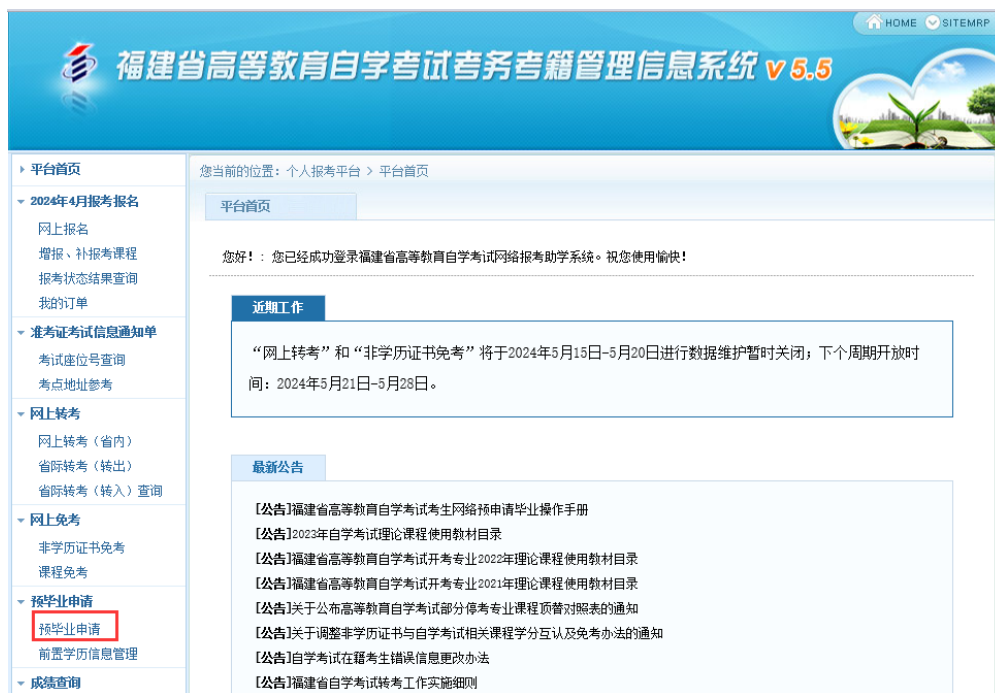 HOME SITEMRP
福建省高等教育自学考试考务考籍管理信息系统 v 5.5
平台首页
您当前的位置：个人报考平台 > 平台首页
2024年4月报考报名
网上报名
增报、补报考课程
报考状态结果查询
我的订单
准考证考试信息通知单
考试座位号查询
考点地址参考
网上转考
网上转考（省内）
省际转考（转出）
省际转考（转入）查询
网上免考
非学历证书免考
课程免考
预毕业申请
预毕业申请
前置学历信息管理
成绩查询
平台首页
您好！：您已经成功登录福建省高等教育自学考试网络报考助学系统。祝您使用愉快！
近期工作
“网上转考”和“非学历证书免考”将于2024年5月15日-5月20日进行数据维护暂时关闭；下个周期开放时
间：2024年5月21日-5月28日。
最新公告
[公告]福建省高等教育自学考试考生网络预申请毕业操作手册
[公告]2023年自学考试理论课程使用教材目录
[公告]福建省高等教育自学考试开考专业2022年理论课程使用教材目录
[公告]福建省高等教育自学考试开考专业2021年理论课程使用教材目录
[公告]关于公布高等教育自学考试部分停考专业课程顶替对照表的通知
[公告]关于调整非学历证书与自学考试相关课程学分互认及免考办法的通知
[公告]自学考试在籍考生错误信息更改办法
[公告]福建省自学考试转考工作实施细则